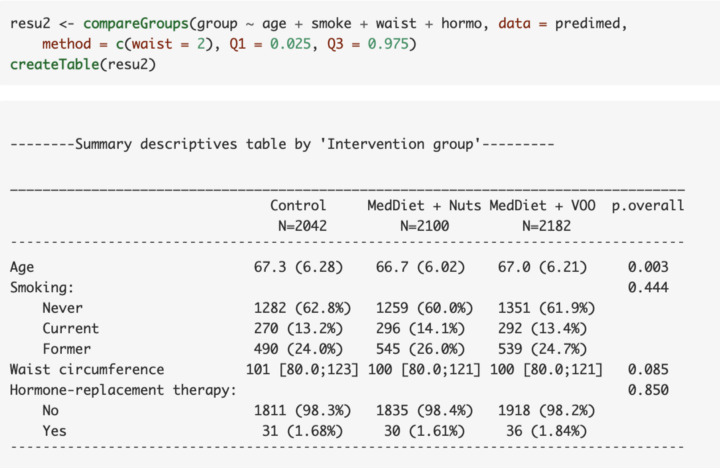 resu2 <- compareGroups(group ~ age + smoke + waist + hormo, data = predimed,
    method = c(waist = 2), Q1 = 0.025, Q3 = 0.975)
createTable(resu2)
--------Summary descriptives table by 'Intervention group'---------
Control MedDiet + Nuts MedDiet + VOO p.overall
N=2042 N=2100 N=2182
Age 67.3 (6.28) 66.7 (6.02) 67.0 (6.21) 0.003
Smoking: 0.444
    Never 1282 (62.8%) 1259 (60.0%) 1351 (61.9%)
    Current 270 (13.2%) 296 (14.1%) 292 (13.4%)
    Former 490 (24.0%) 545 (26.0%) 539 (24.7%)
Waist circumference 101 [80.0;123] 100 [80.0;121] 100 [80.0;121] 0.085
Hormone-replacement therapy: 0.850
    No 1811 (98.3%) 1835 (98.4%) 1918 (98.2%)
    Yes 31 (1.68%) 30 (1.61%) 36 (1.84%)